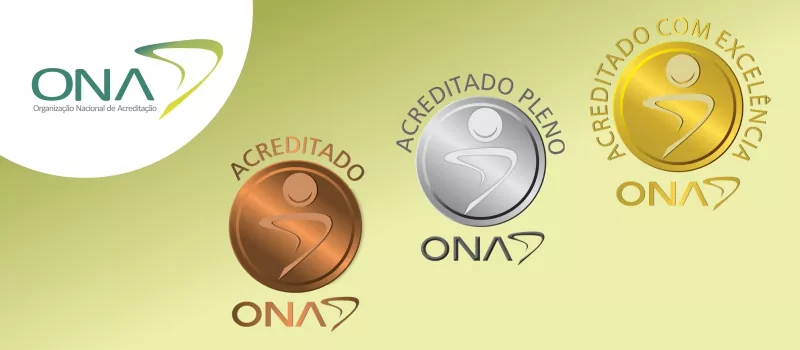 ONA
Organização Nacional de Acreditação
ACREDITADO
ONA
ACREDITADO PLENO
ONA
ACREDITADO COM EXCELÊNCIA
ONA